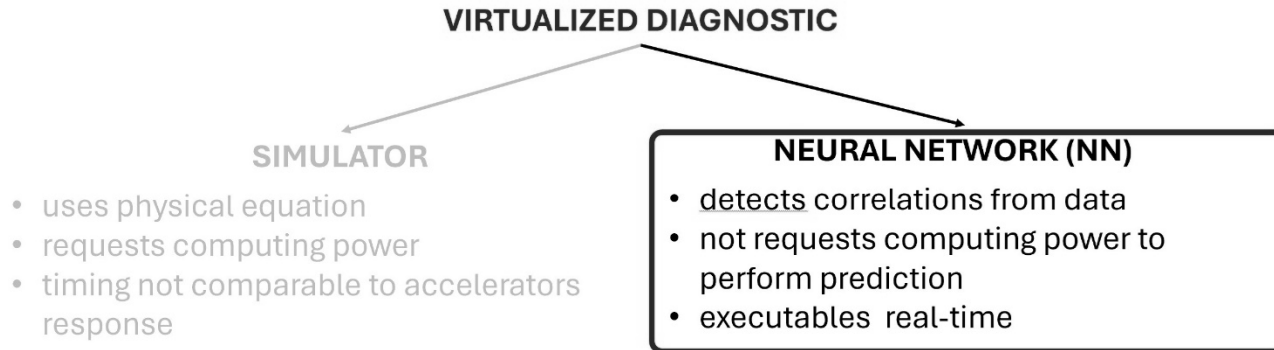 VIRTUALIZED DIAGNOSTIC
SIMULATOR
• uses physical equation
• requests computing power
• timing not comparable to accelerators
response
NEURAL NETWORK (NN)
• detects correlations from data
• not requests computing power to
perform prediction
• executables real-time